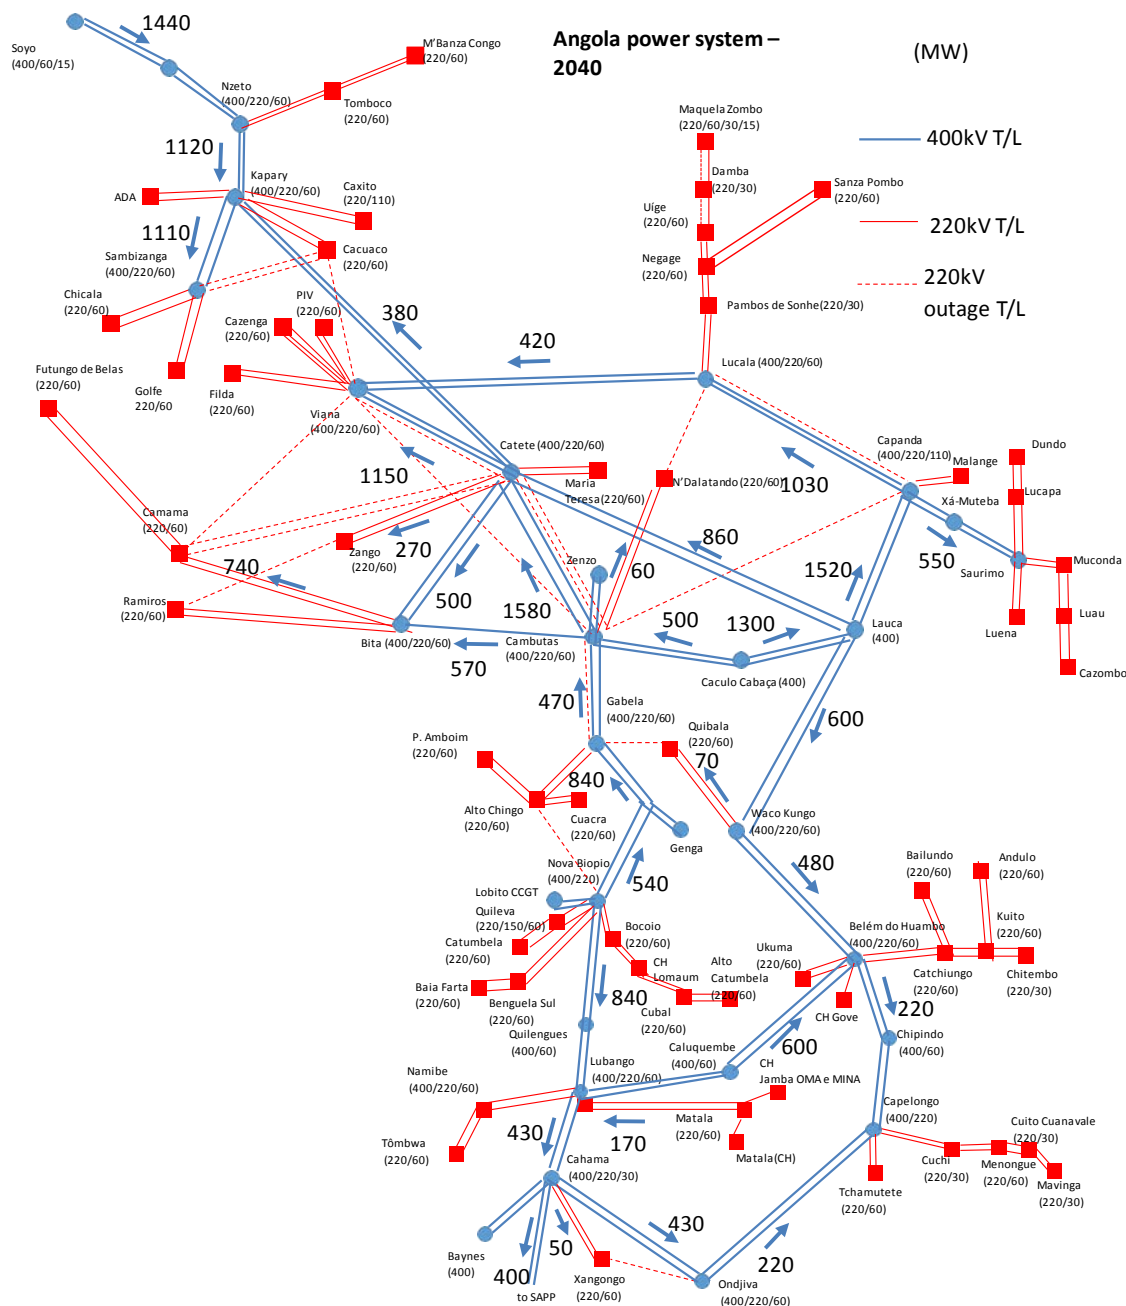 1440
Soyo
(400/60/15)
M'Banza Congo
(220/60)
Angola power system –
2040
(MW)
Nzeto
(400/220/60)
Tomboco
(220/60)
Maquela Zombo
(220/60/30/15)
400kV T/L
1120
Kapary
(400/220/60)
Caxito
(220/110)
Damba
(220/30)
Sanza Pombo
(220/60)
ADA
Uíge
(220/60)
220kV T/L
1110
Sambizanga
(400/220/60)
Cacuaco
(220/60)
Negage
(220/60)
220kV
outage T/L
Chicala
(220/60)
PIV
(220/60)
Cazenga
(220/60)
380
Pambos de Sonhe(220/30)
420
Futungo de Belas
(220/60)
Golfe
220/60
Filda
(220/60)
Lucala (400/220/60)
Viana
(400/220/60)
Catete (400/220/60)
Capanda
(400/220/110)
Dundo
Malange
1150
Maria
Teresa(220/60)
N'Dalatando (220/60)
1030
Lucapa
Xá-Muteba
Camama
(220/60)
Zango
(220/60)
270
860
550
Muconda
Saurimo
740
Zenzo
60
1520
Ramiros
(220/60)
500
1580
500
1300
Lauca
(400)
Luena
Luau
Bita (400/220/60)
Cambutas
(400/220/60)
570
Caculo Cabaça (400)
Cazombo
470
Gabela
(400/220/60)
600
P. Amboim
(220/60)
Quibala
(220/60)
70
840
Alto Chingo
(220/60)
Cuacra
(220/60)
Waco Kungo
(400/220/60)
Genga
Nova Biopio
(400/220)
540
480
Bailundo
(220/60)
Andulo
(220/60)
Lobito CCGT
Quileva
(220/150/60)
Catumbela
(220/60)
Bocoio
(220/60)
Belém do Huambo
(400/220/60)
Kuito
(220/60)
Ukuma
(220/60)
CH
Lomaum
Alto
Catumbela
(220/60)
Catchiungo
(220/60)
Chitembo
(220/30)
Baia Farta
(220/60)
Benguela Sul
(220/60)
840
Cubal
(220/60)
CH Gove
220
Quilengues
(400/60)
Chipindo
(400/60)
Caluquembe
(400/60)
600
Lubango
(400/220/60)
CH
Jamba OMA e MINA
Namibe
(400/220/60)
Capelongo
(400/220)
Matala
(220/60)
170
430
Cuito Cuanavale
(220/30)
Tômbwa
(220/60)
Matala(CH)
Cahama
(400/220/30)
Cuchi
(220/30)
Menongue
(220/60)
Mavinga
(220/30)
Tchamutete
(220/60)
430
Baynes
(400)
50
400
220
to SAPP
Xangongo
(220/60)
Ondjiva
(400/220/60)